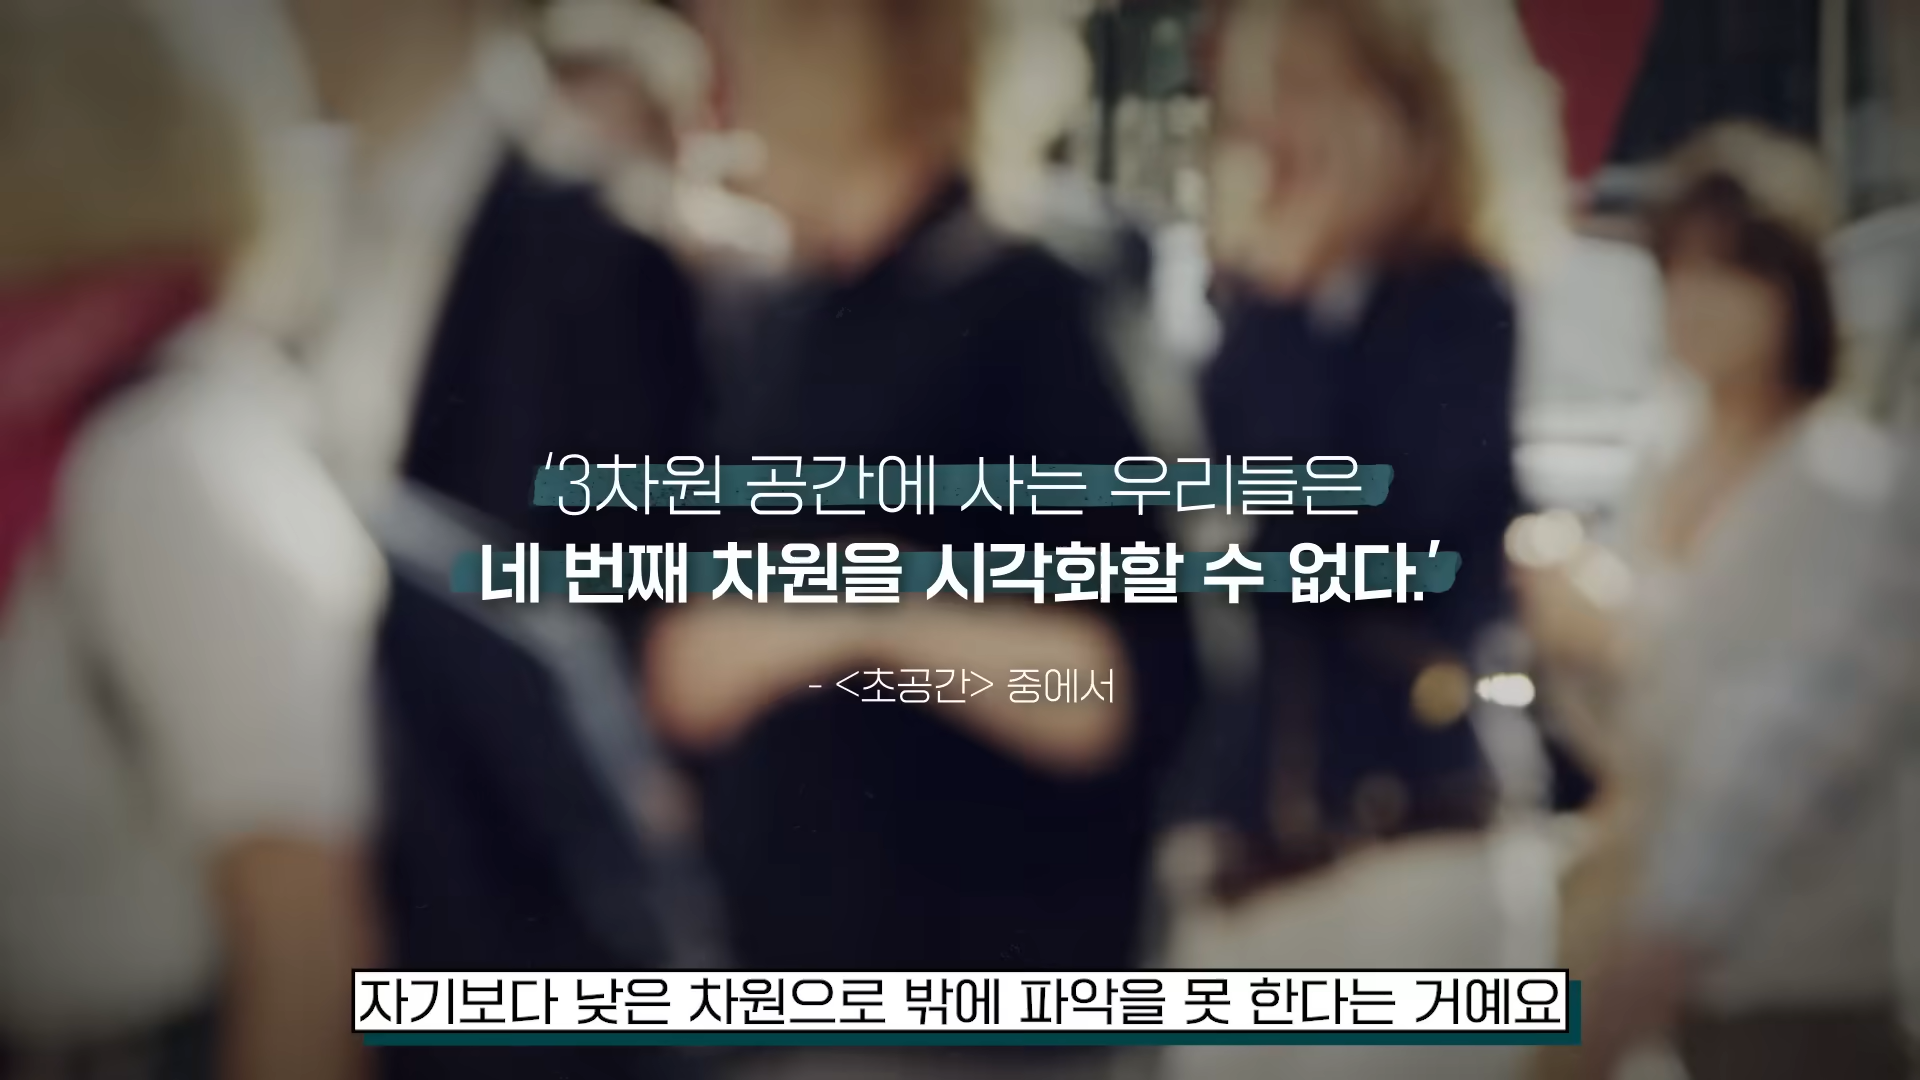 ‘3차원 공간에 사는 우리들은
네 번째 차원을 시각화할 수 없다.’
- <초공간> 중에서
자기보다 낮은 차원으로 밖에 파악을 못 한다는 거예요